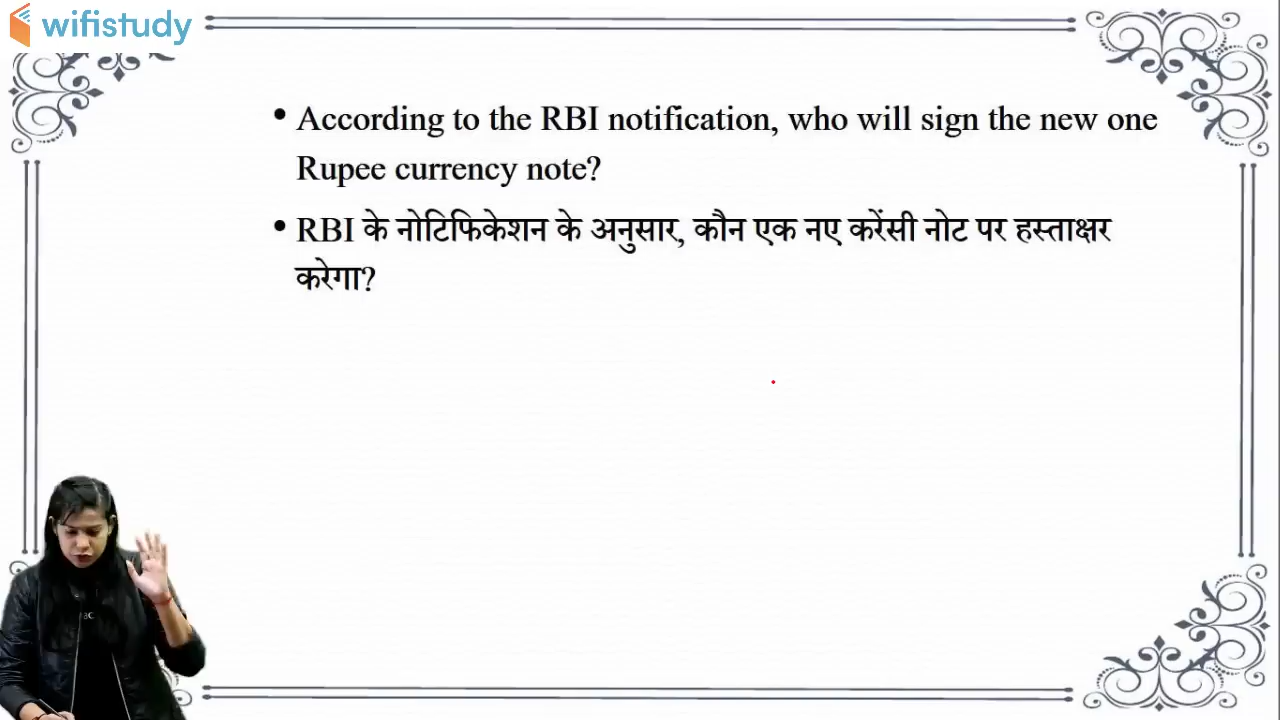 wifistudy
• According to the RBI notification, who will sign the new one
Rupee currency note?
• RBI के नोटिफिकेशन के अनुसार, कौन एक नए करेंसी नोट पर हस्ताक्षर
करेगा?